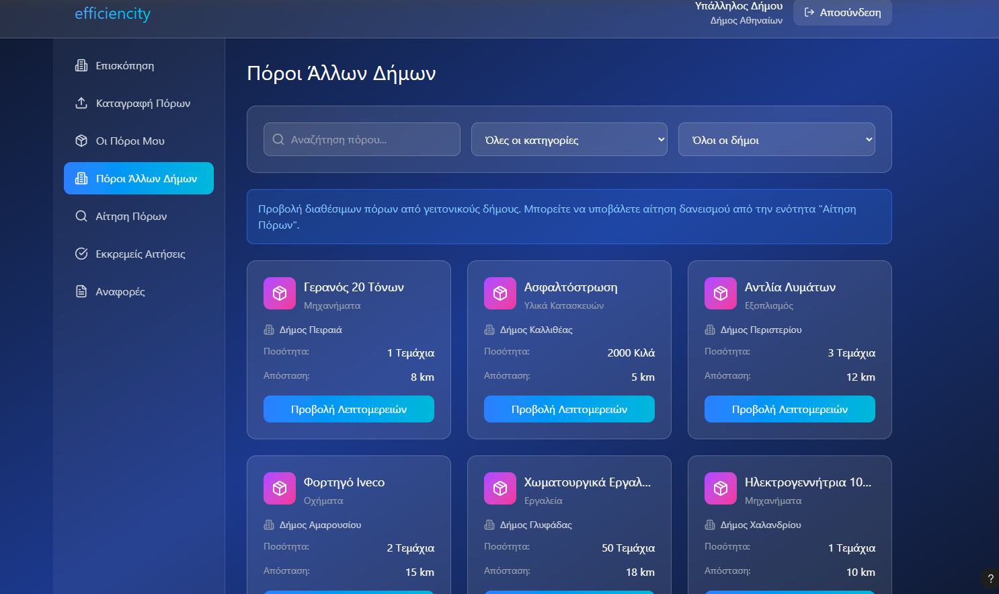 efficiencity
Υπάλληλος Δήμου
Δήμος Αθηναίων
Αποσύνδεση
Επισκόπηση
Καταγραφή Πόρων
Οι Πόροι Μου
Πόροι Άλλων Δήμων
Αίτηση Πόρων
Εκκρεμείς Αιτήσεις
Αναφορές
Πόροι Άλλων Δήμων
Αναζήτηση πόρου...
Όλες οι κατηγορίες
Όλοι οι δήμοι
Προβολή διαθέσιμων πόρων από γειτονικούς δήμους. Μπορείτε να υποβάλετε αίτηση δανεισμού από την ενότητα "Αίτηση
Πόρων".
Γερανός 20 Τόνων
Μηχανήματα
Δήμος Πειραιά
Ποσότητα: 1 Τεμάχια
Απόσταση: 8 km
Προβολή Λεπτομερειών
Ασφαλτόστρωση
Υλικά Κατασκευών
Δήμος Καλλιθέας
Ποσότητα: 2000 Κιλά
Απόσταση: 5 km
Προβολή Λεπτομερειών
Αντλία Λυμάτων
Εξοπλισμός
Δήμος Περιστερίου
Ποσότητα: 3 Τεμάχια
Απόσταση: 12 km
Προβολή Λεπτομερειών
Φορτηγό Iveco
Οχήματα
Δήμος Αμαρουσίου
Ποσότητα: 2 Τεμάχια
Απόσταση: 15 km
Χωματουργικά Εργαλ...
Εργαλεία
Δήμος Γλυφάδας
Ποσότητα: 50 Τεμάχια
Απόσταση: 18 km
Ηλεκτρογεννήτρια 10...
Μηχανήματα
Δήμος Χαλανδρίου
Ποσότητα: 1 Τεμάχια
Απόσταση: 10 km
?